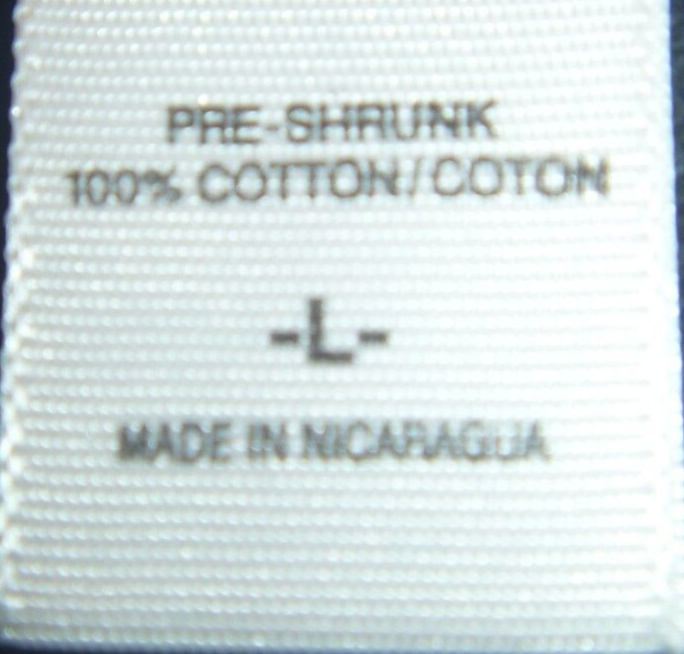 PRE-SHRUNK
100% COTTON/COTON
-L-
MADE IN NICARAGUA